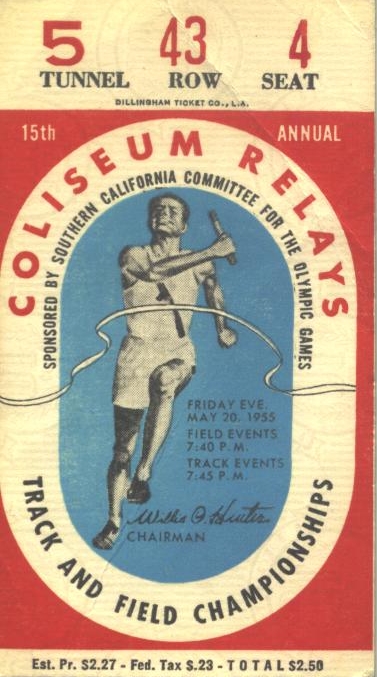 5 43 4
TUNNEL ROW SEAT
DILLINGHAM TICKET CO., L.A.
15th ANNUAL
COLISEUM RELAYS
SPONSORED BY SOUTHERN CALIFORNIA COMMITTEE FOR THE OLYMPIC GAMES
FRIDAY EVE.
MAY 20, 1955
FIELD EVENTS
7:40 P.M.
TRACK EVENTS
7:45 P.M.
Willis O. Hunter
CHAIRMAN
TRACK AND FIELD CHAMPIONSHIPS
Est. Pr. $2.27 - Fed. Tax $.23 - TOTAL $2.50